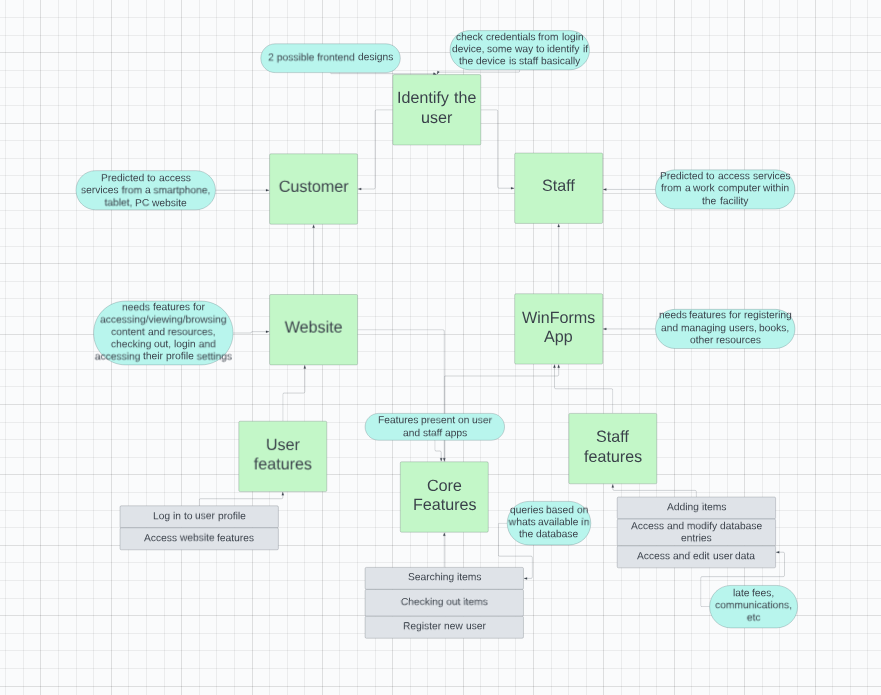 check credentials from login
device, some way to identify if
the device is staff basically
2 possible frontend designs
Identify the
user
Predicted to access
services from a smartphone,
tablet, PC website
Customer
Staff
Predicted to access services
from a work computer within
the facility
needs features for
accessing/viewing/browsing
content and resources,
checking out, login and
accessing their profile settings
Website
WinForms
App
needs features for registering
and managing users, books,
other resources
User
features
Features present on user
and staff apps
Staff
features
Core
Features
Log in to user profile
Access website features
queries based on
whats available in
the database
Adding items
Access and modify database
entries
Access and edit user data
Searching items
Checking out items
Register new user
late fees,
communications,
etc